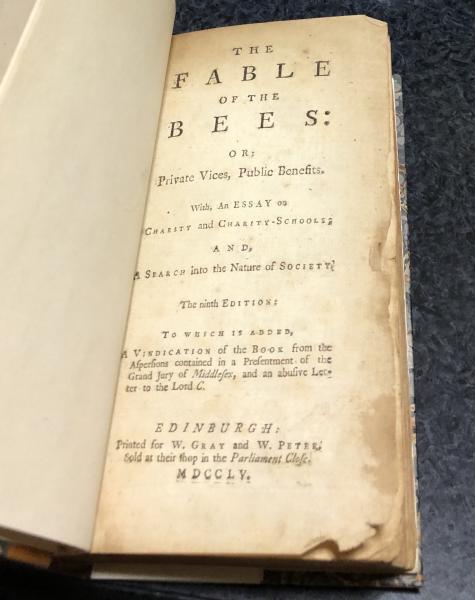 THE
FABLE
OF THE
BEES:
OR;
Private Vices, Public Benefits.
With, An ESSAY on
CHARITY and CHARITY-SCHOOLS;
AND,
A SEARCH into the Nature of SOCIETY.
The ninth EDITION:
TO WHICH IS ADDED,
A VINDICATION of the BOOK from the
Aspersions contained in a Presentment of the
Grand Jury of Middlesex, and an abusive Let-
ter to the Lord C.
EDINBURGH:
Printed for W. GRAY and W. PETER,
Sold at their shop in the Parliament Close.
MDCCLV.